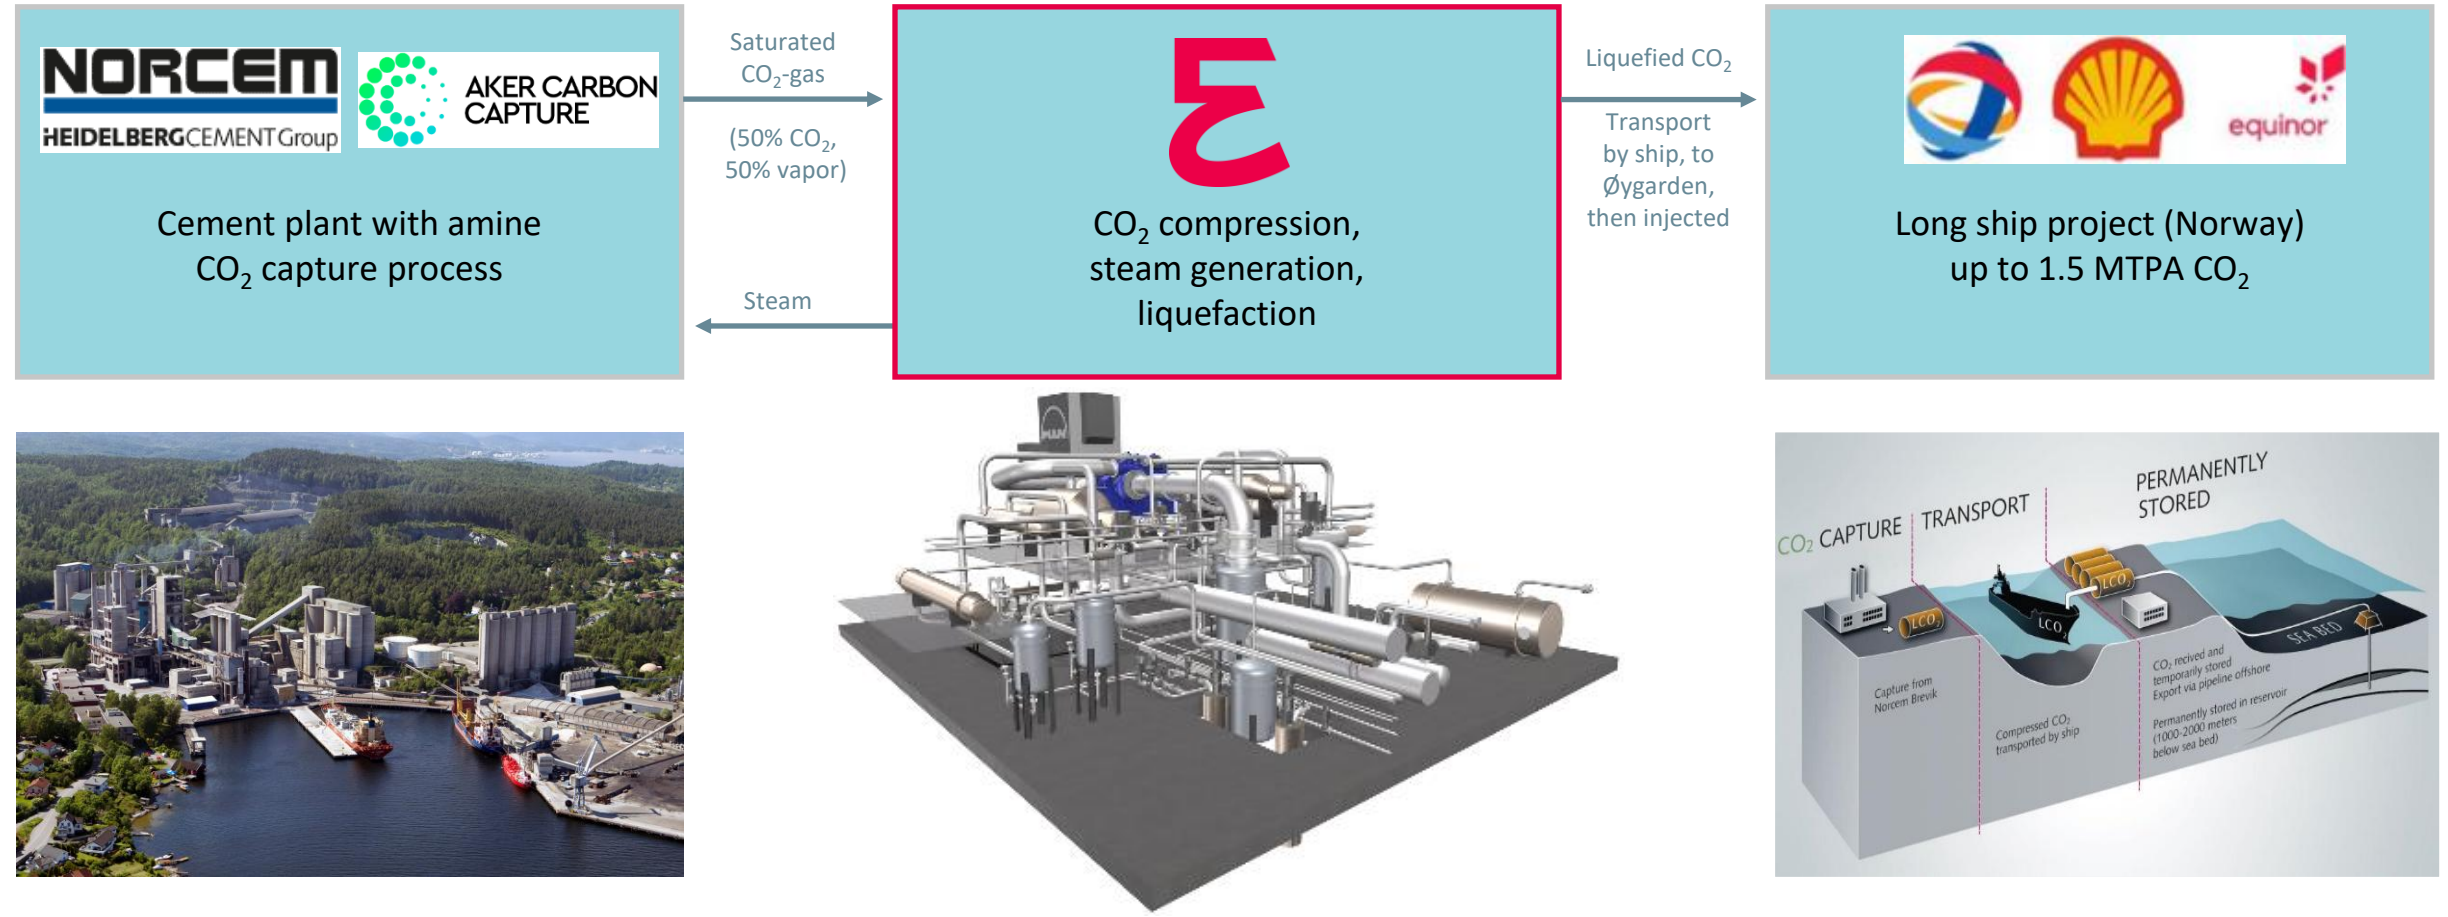 NORCEM
HEIDELBERGCEMENT Group
AKER CARBON
CAPTURE
Cement plant with amine
CO₂ capture process
Saturated
CO₂-gas
(50% CO₂,
50% vapor)
Steam
CO₂ compression,
steam generation,
liquefaction
Liquefied CO₂
Transport
by ship, to
Øygarden,
then injected
equinor
Long ship project (Norway)
up to 1.5 MTPA CO₂
MAN
CO₂ CAPTURE
TRANSPORT
PERMANENTLY
STORED
LCO₂
LCO₂
LCO₂
SEA BED
Capture from
Norcem Brevik
Compressed CO₂
transported by ship
CO₂ recived and
temporarily stored
Export via pipeline offshore
Permanently stored in reservoir
(1000-2000 meters
below sea bed)